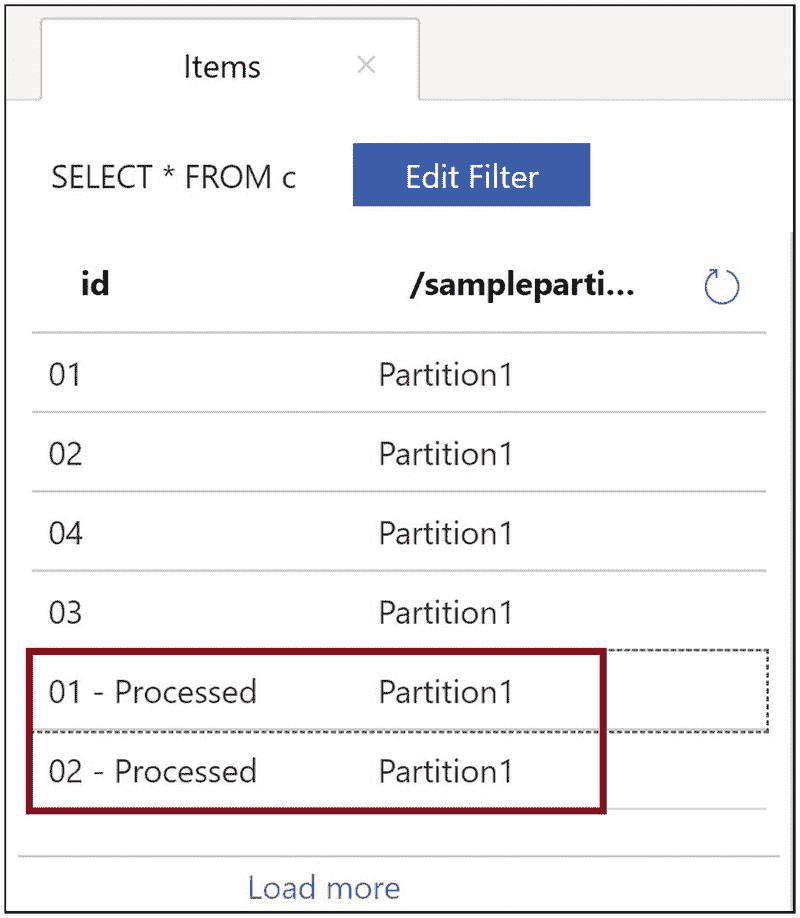 Items
SELECT * FROM c Edit Filter
id /sampleparti...
01 Partition1
02 Partition1
04 Partition1
03 Partition1
01 - Processed Partition1
02 - Processed Partition1
Load more